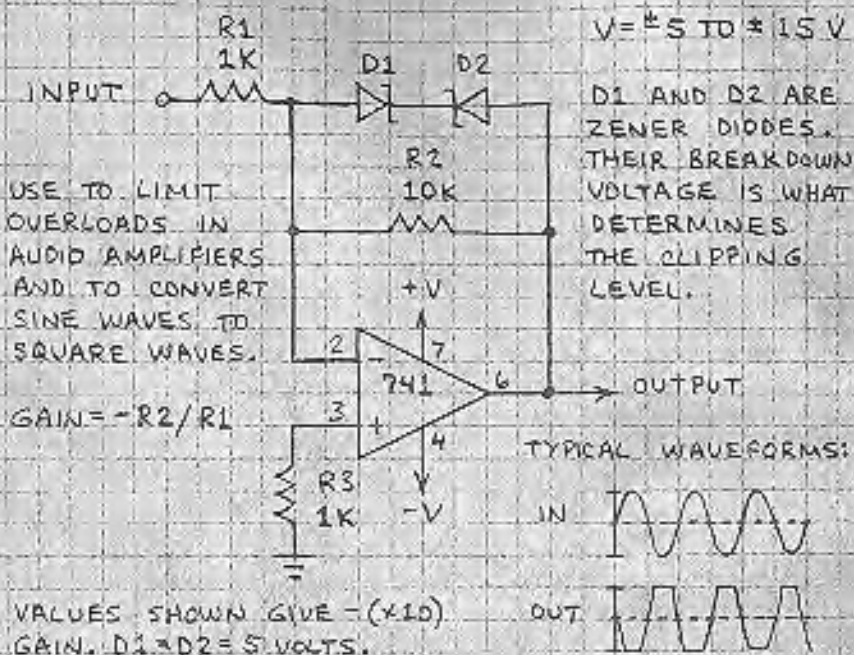 R1
1K
INPUT
D1
D2
V = ±5 TO ±15 V
D1 AND D2 ARE
ZENER DIODES.
THEIR BREAKDOWN
VOLTAGE IS WHAT
DETERMINES
THE CLIPPING
LEVEL.
R2
10K
USE TO LIMIT
OVERLOADS IN
AUDIO AMPLIFIERS
AND TO CONVERT
SINE WAVES TO
SQUARE WAVES.
GAIN = -R2/R1
+V
2
-
7
741
6
OUTPUT
3
+
4
-V
R3
1K
TYPICAL WAVEFORMS:
IN
OUT
VALUES SHOWN GIVE -(×10)
GAIN. D1 = D2 = 5 VOLTS.